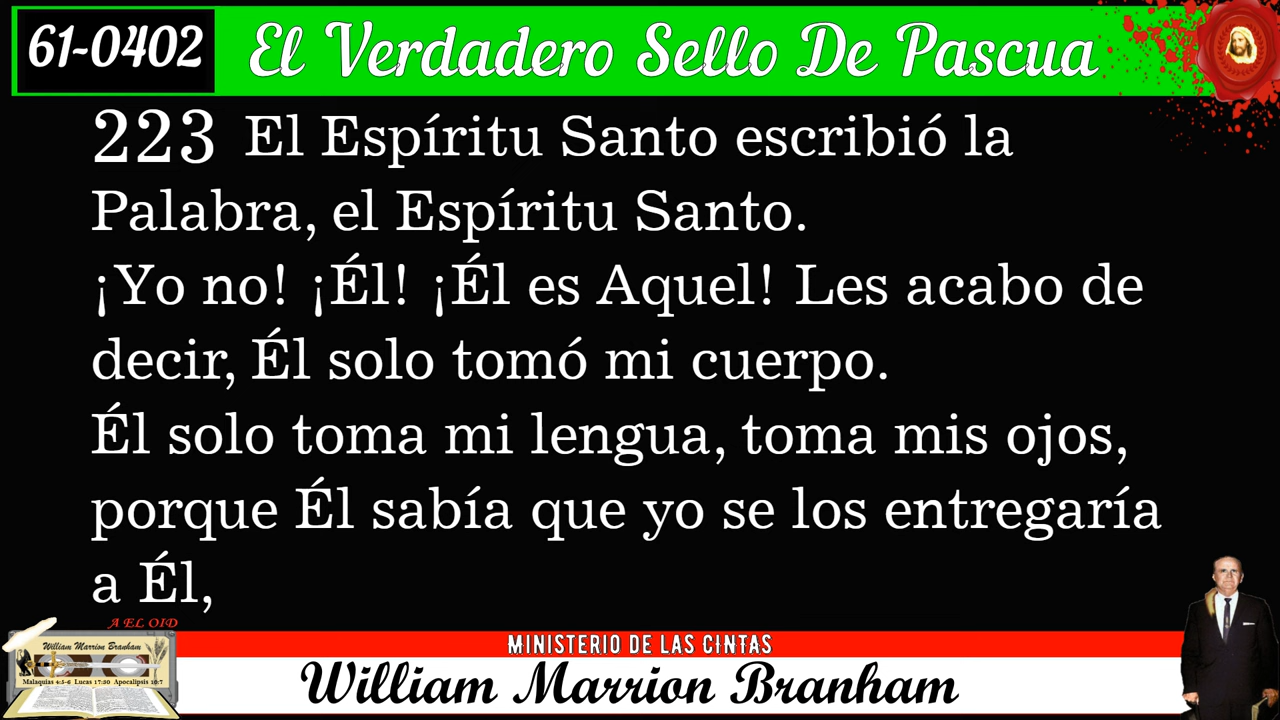 61-0402
El Verdadero Sello De Pascua
223 El Espíritu Santo escribió la
Palabra, el Espíritu Santo.
¡Yo no! ¡Él! ¡Él es Aquel! Les acabo de
decir, Él solo tomó mi cuerpo.
Él solo toma mi lengua, toma mis ojos,
porque Él sabía que yo se los entregaría
a Él,
A EL OID
William Marrion Branham
Malaquías 4:5-6 Lucas 17:30 Apocalipsis 10:7
MINISTERIO DE LAS CINTAS
William Marrion Branham